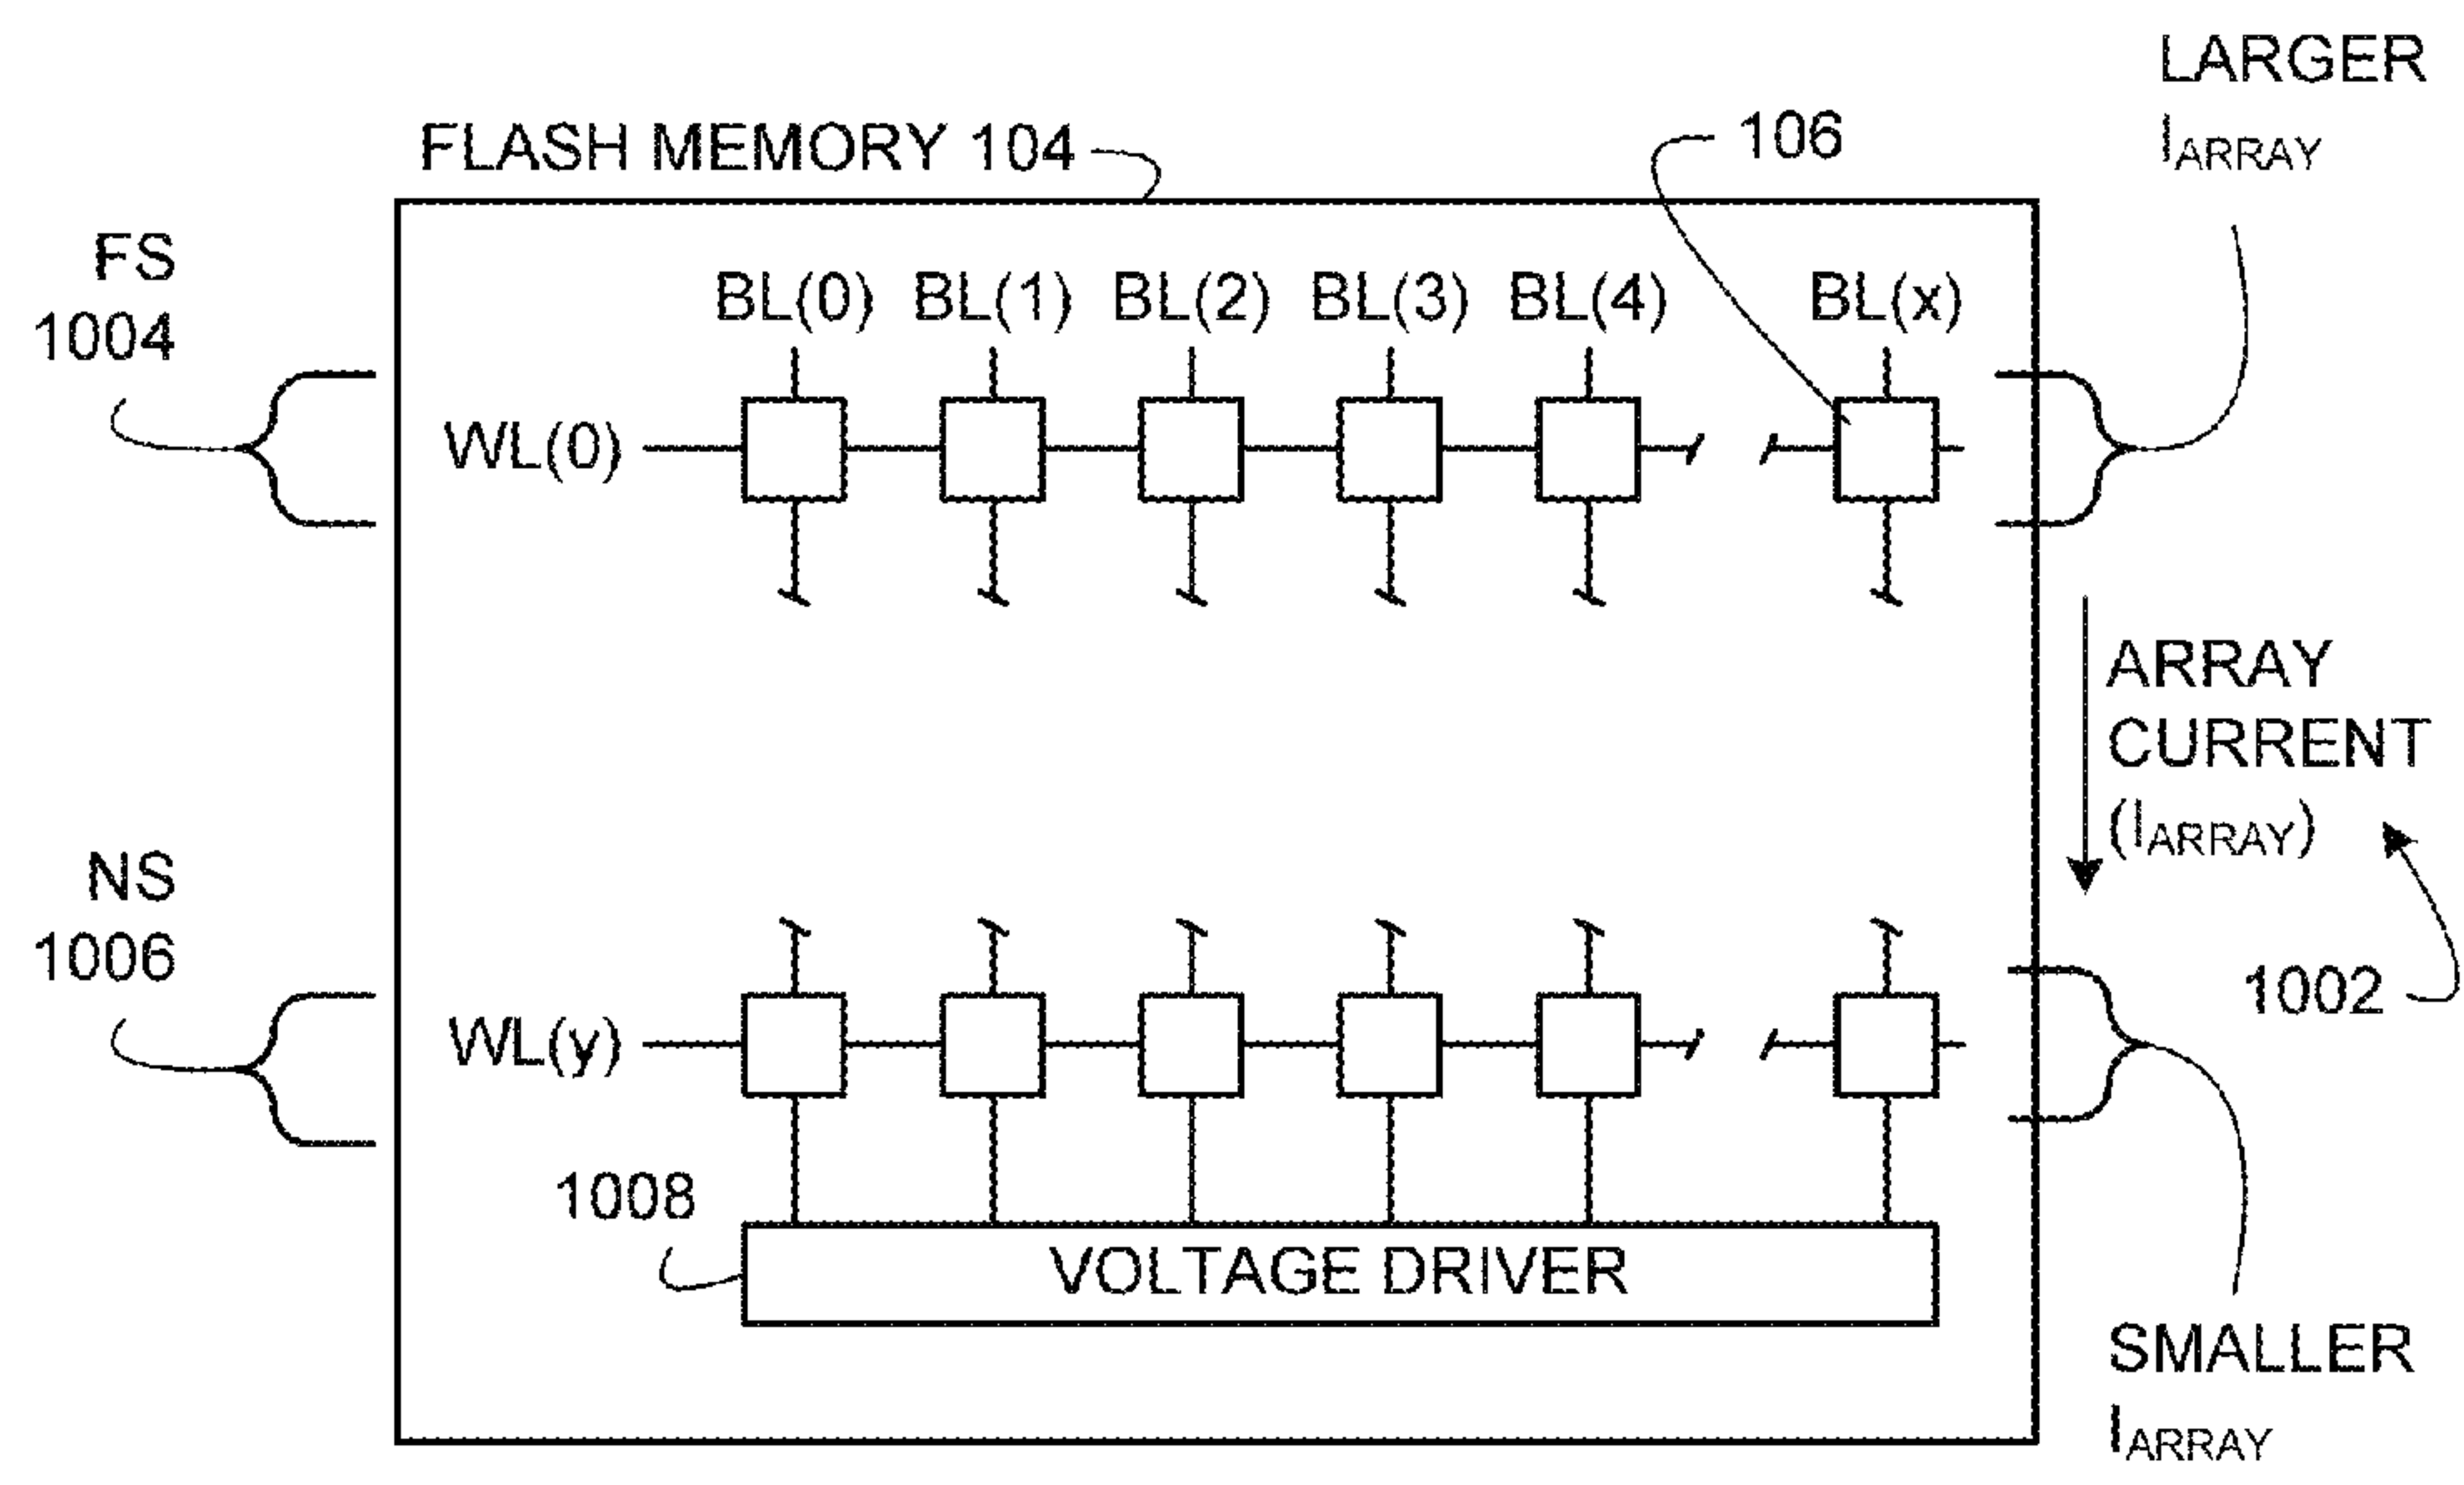 LARGER
IARRAY
FLASH MEMORY 104
106
FS
1004
BL(0) BL(1) BL(2) BL(3) BL(4) BL(x)
WL(0)
ARRAY
CURRENT
(IARRAY)
NS
1006
1002
WL(y)
1008
VOLTAGE DRIVER
SMALLER
IARRAY